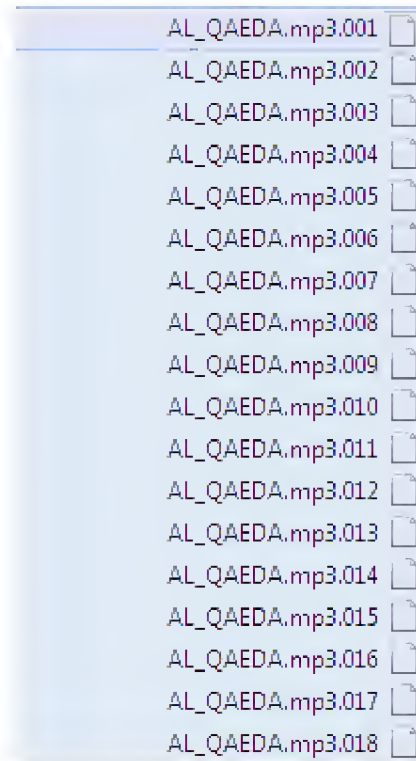 AL_QAEDA.mp3.001
AL_QAEDA.mp3.002
AL_QAEDA.mp3.003
AL_QAEDA.mp3.004
AL_QAEDA.mp3.005
AL_QAEDA.mp3.006
AL_QAEDA.mp3.007
AL_QAEDA.mp3.008
AL_QAEDA.mp3.009
AL_QAEDA.mp3.010
AL_QAEDA.mp3.011
AL_QAEDA.mp3.012
AL_QAEDA.mp3.013
AL_QAEDA.mp3.014
AL_QAEDA.mp3.015
AL_QAEDA.mp3.016
AL_QAEDA.mp3.017
AL_QAEDA.mp3.018